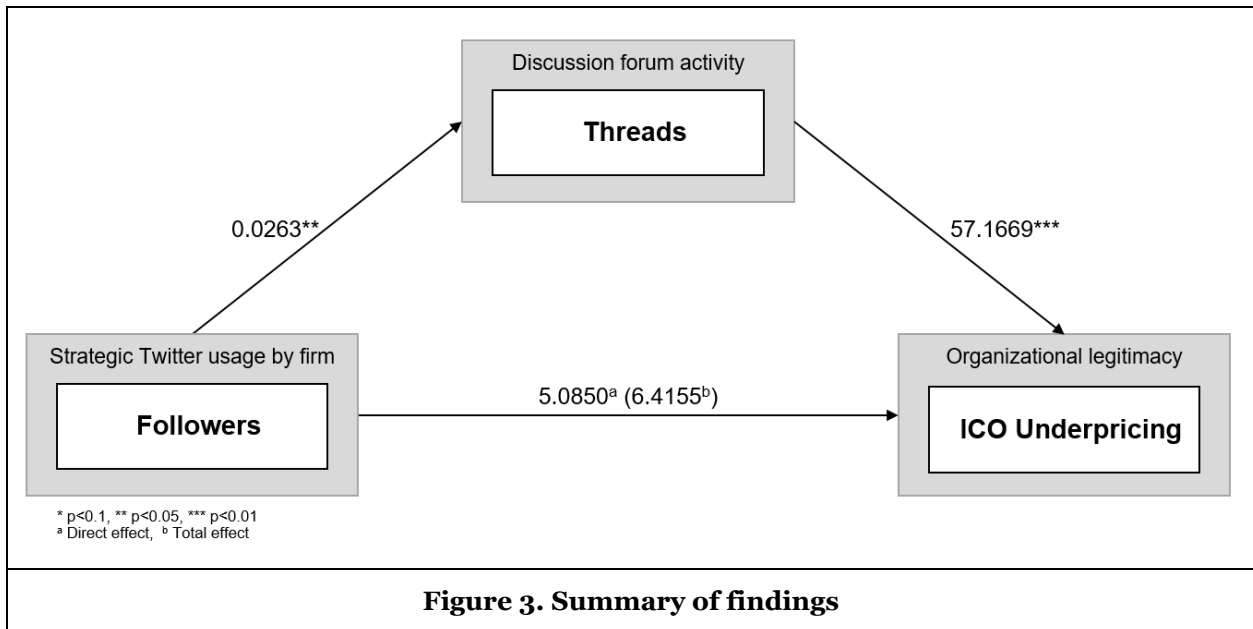 Discussion forum activity
Threads
0.0263**
57.1669***
Strategic Twitter usage by firm
Followers
5.0850ᵃ (6.4155ᵇ)
Organizational legitimacy
ICO Underpricing
* p<0.1, ** p<0.05, *** p<0.01
ᵃ Direct effect, ᵇ Total effect
Figure 3. Summary of findings